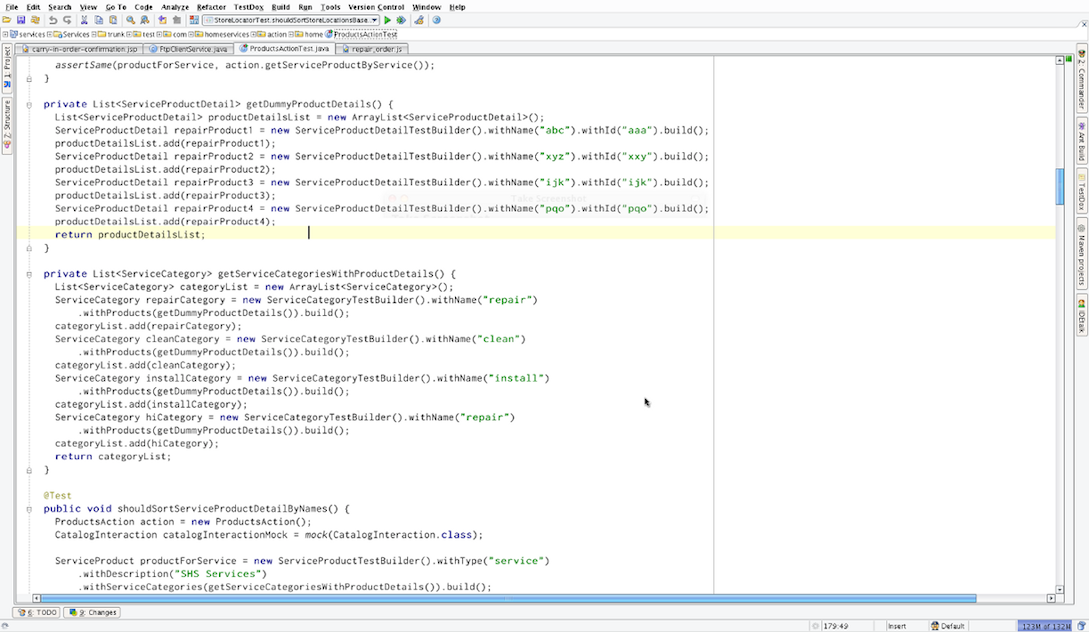 File Edit Search View Go To Code Analyze Refactor TestDox Build Run Tools Version Control Window Help
StoreLocatorTest.shouldSortStoreLocationsBase...
services Services trunk test com homeservices action home ProductsActionTest
carry-in-order-confirmation.jsp FtpClientService.java ProductsActionTest.java repair_order.js
1: Project
7: Structure
2: Commander
Ant Build
TestDox
Maven projects
IDEtalk
assertSame(productForService, action.getServiceProductByService());
}
private List<ServiceProductDetail> getDummyProductDetails() {
List<ServiceProductDetail> productDetailsList = new ArrayList<ServiceProductDetail>();
ServiceProductDetail repairProduct1 = new ServiceProductDetailTestBuilder().withName("abc").withId("aaa").build();
productDetailsList.add(repairProduct1);
ServiceProductDetail repairProduct2 = new ServiceProductDetailTestBuilder().withName("xyz").withId("xxy").build();
productDetailsList.add(repairProduct2);
ServiceProductDetail repairProduct3 = new ServiceProductDetailTestBuilder().withName("ijk").withId("ijk").build();
productDetailsList.add(repairProduct3);
ServiceProductDetail repairProduct4 = new ServiceProductDetailTestBuilder().withName("pqo").withId("pqo").build();
productDetailsList.add(repairProduct4);
return productDetailsList;
}
private List<ServiceCategory> getServiceCategoriesWithProductDetails() {
List<ServiceCategory> categoryList = new ArrayList<ServiceCategory>();
ServiceCategory repairCategory = new ServiceCategoryTestBuilder().withName("repair")
.withProducts(getDummyProductDetails()).build();
categoryList.add(repairCategory);
ServiceCategory cleanCategory = new ServiceCategoryTestBuilder().withName("clean")
.withProducts(getDummyProductDetails()).build();
categoryList.add(cleanCategory);
ServiceCategory installCategory = new ServiceCategoryTestBuilder().withName("install")
.withProducts(getDummyProductDetails()).build();
categoryList.add(installCategory);
ServiceCategory hiCategory = new ServiceCategoryTestBuilder().withName("repair")
.withProducts(getDummyProductDetails()).build();
categoryList.add(hiCategory);
return categoryList;
}
@Test
public void shouldSortServiceProductDetailByNames() {
ProductsAction action = new ProductsAction();
CatalogInteraction catalogInteractionMock = mock(CatalogInteraction.class);
ServiceProduct productForService = new ServiceProductTestBuilder().withType("service")
.withDescription("SHS Services")
.withServiceCategories(getServiceCategoriesWithProductDetails()).build();
6: TODO 9: Changes
179:49 Insert Default 123M of 132M